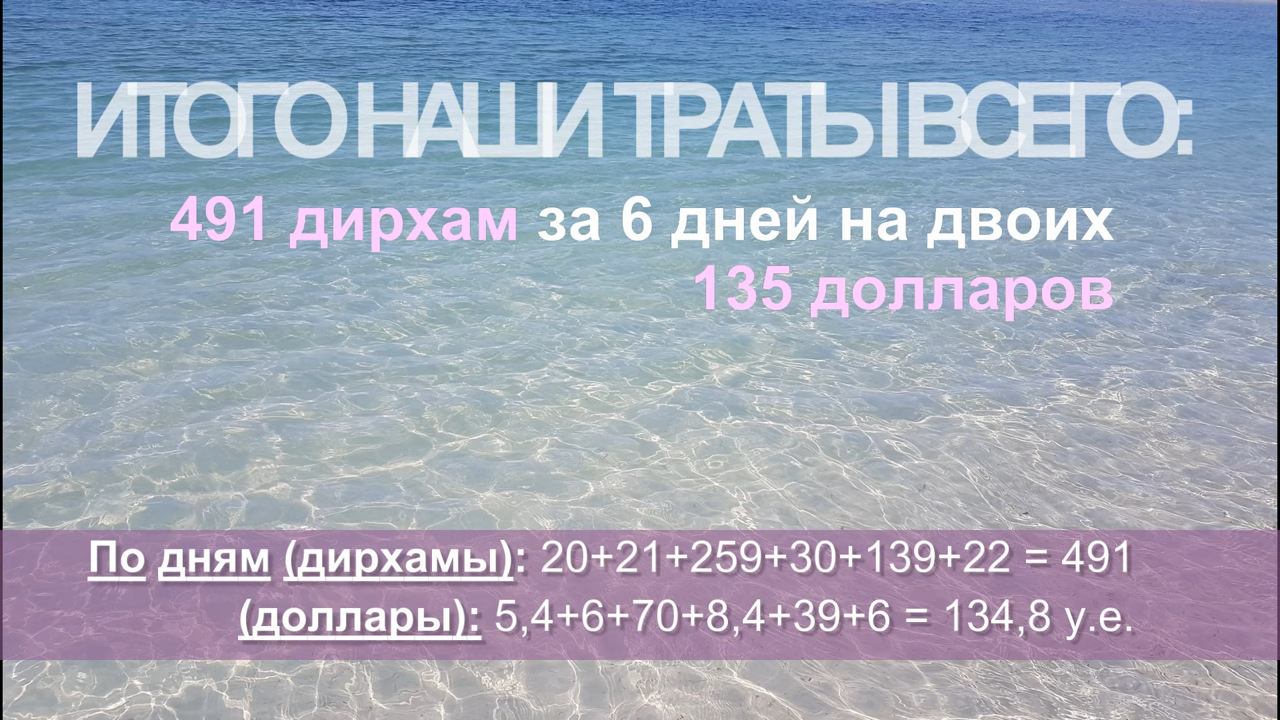 ИТОГО НАШИ ТРАТЫ ВСЕГО:
491 дирхам за 6 дней на двоих
135 долларов
По дням (дирхамы): 20+21+259+30+139+22 = 491
(доллары): 5,4+6+70+8,4+39+6 = 134,8 у.е.